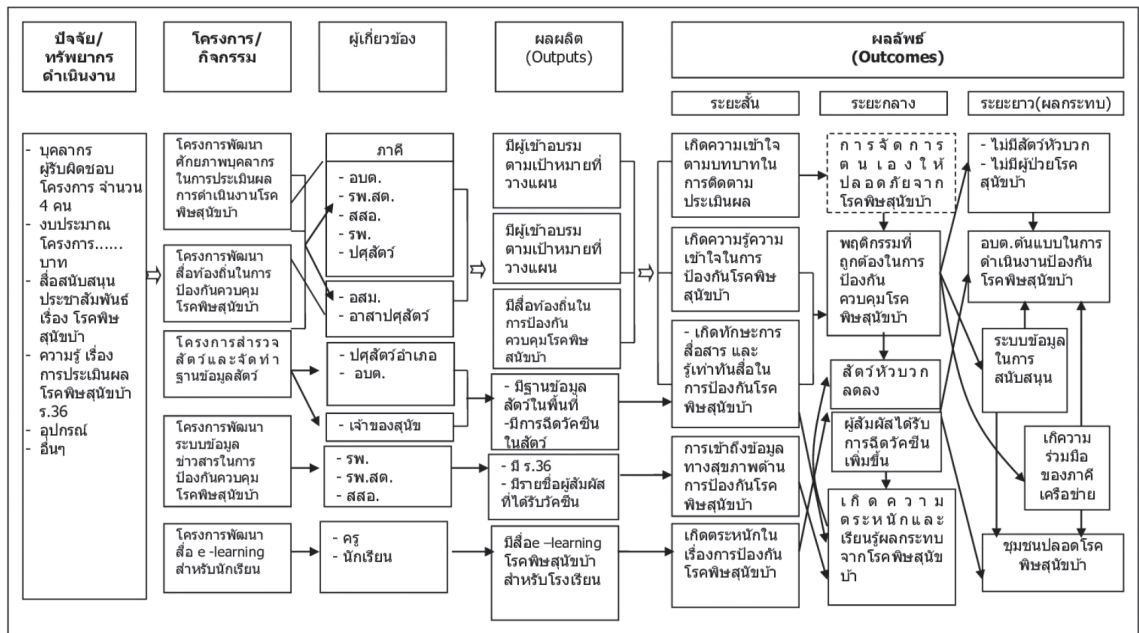 ปัจจัย/
ทรัพยากร
ดำเนินงาน
โครงการ/
กิจกรรม
ผู้เกี่ยวข้อง
ผลผลิต
(Outputs)
ผลลัพธ์
(Outcomes)
ระยะสั้น
ระยะกลาง
ระยะยาว(ผลกระทบ)
- บุคลากร
ผู้รับผิดชอบ
โครงการ จำนวน
4 คน
- งบประมาณ
โครงการ......
บาท
- สื่อสนับสนุน
ประชาสัมพันธ์
เรื่อง โรคพิษ
สุนัขบ้า
- ความรู้ เรื่อง
การประเมินผล
โรคพิษสุนัขบ้า
ร.36
- อุปกรณ์
- อื่นๆ
โครงการพัฒนา
ศักยภาพบุคลากร
ในการประเมินผล
การดำเนินงานโรค
พิษสุนัขบ้า
โครงการพัฒนา
สื่อท้องถิ่นในการ
ป้องกันควบคุม
โรคพิษสุนัขบ้า
โครงการสำรวจ
สัตว์และจัดทำ
ฐานข้อมูลสัตว์
โครงการพัฒนา
ระบบข้อมูล
ข่าวสารในการ
ป้องกันควบคุม
โรคพิษสุนัขบ้า
โครงการพัฒนา
สื่อ e -learning
สำหรับนักเรียน
ภาคี
- อบต.
- รพ.สต.
- สสอ.
- รพ.
- ปศุสัตว์
- อสม.
- อาสาปศุสัตว์
- ปศุสัตว์อำเภอ
- อบต.
- เจ้าของสุนัข
- รพ.
- รพ.สต.
- สสอ.
- ครู
- นักเรียน
มีผู้เข้าอบรม
ตามเป้าหมายที่
วางแผน
มีผู้เข้าอบรม
ตามเป้าหมายที่
วางแผน
มีสื่อท้องถิ่นใน
การป้องกัน
ควบคุมโรคพิษ
สุนัขบ้า
- มีฐานข้อมูล
สัตว์ในพื้นที่
-มีการฉีดวัคซีน
ในสัตว์
- มี ร.36
- มีรายชื่อผู้สัมผัส
ที่ได้รับวัคซีน
มีสื่อe –learning
โรคพิษสุนัขบ้า
สำหรับโรงเรียน
เกิดความเข้าใจ
ตามบทบาทใน
การติดตาม
ประเมินผล
เกิดความรู้ความ
เข้าใจในการ
ป้องกันโรคพิษ
สุนัขบ้า
- เกิดทักษะการ
สื่อสาร และ
รู้เท่าทันสื่อใน
การป้องกันโรค
พิษสุนัขบ้า
การเข้าถึงข้อมูล
ทางสุขภาพด้าน
การป้องกันโรค
พิษสุนัขบ้า
เกิดตระหนักใน
เรื่องการป้องกัน
โรคพิษสุนัขบ้า
การจัดการ
ตนเองให้
ปลอดภัยจาก
โรคพิษสุนัขบ้า
พฤติกรรมที่
ถูกต้องในการ
ป้องกัน
ควบคุมโรค
พิษสุนัขบ้า
สัตว์หัวบวก
ลดลง
ผู้สัมผัสได้รับ
การฉีดวัคซีน
เพิ่มขึ้น
เกิดความ
ตระหนักและ
เรียนรู้ผลกระทบ
จากโรคพิษสุนัข
บ้า
- ไม่มีสัตว์หัวบวก
- ไม่มีผู้ป่วยโรค
สุนัขบ้า
อบต.ต้นแบบในการ
ดำเนินงานป้องกัน
โรคพิษสุนัขบ้า
ระบบข้อมูล
ในการ
สนับสนุน
เกิความ
ร่วมมือ
ของภาคี
เครือข่าย
ชุมชนปลอดโรค
พิษสุนัขบ้า